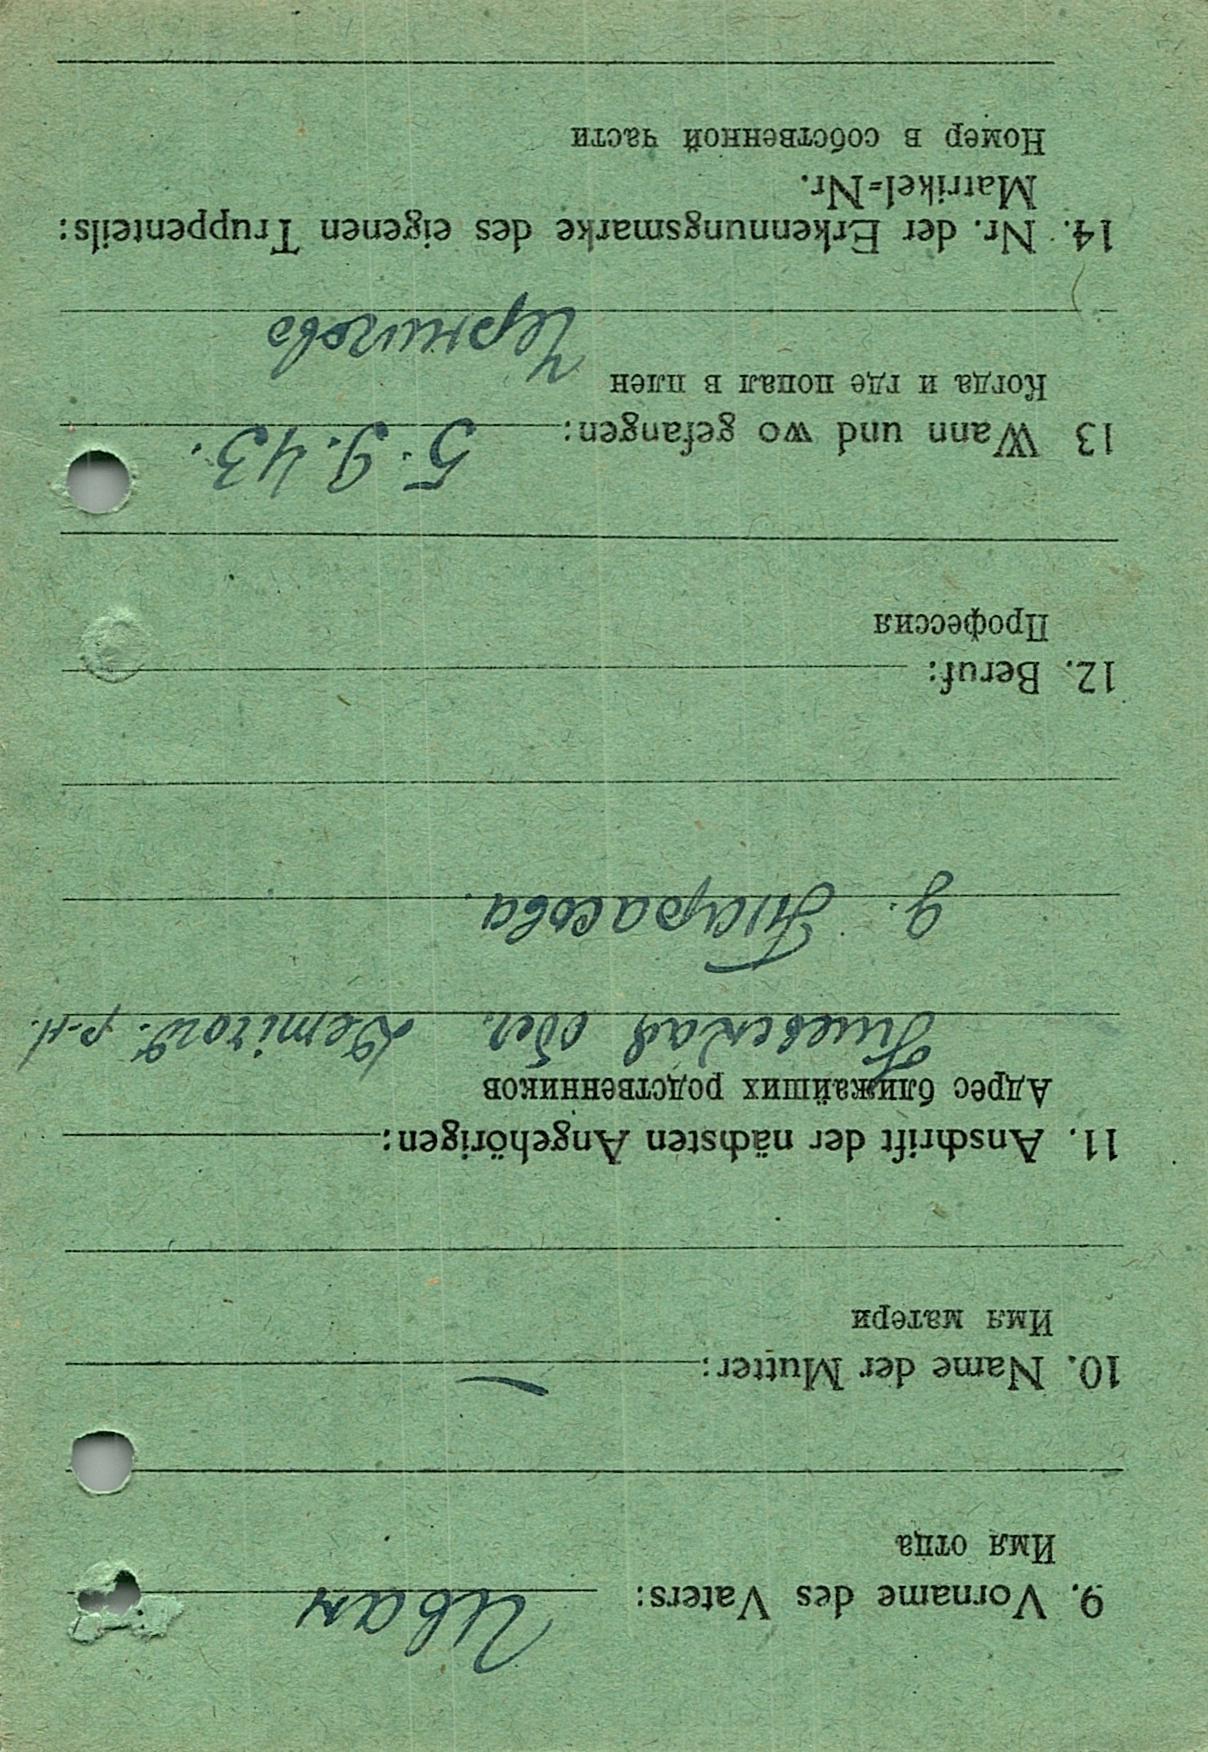 9. Vorname des Vaters: Иван
Имя отца
10. Name der Mutter: —
Имя матери
11. Anschrift der nächsten Angehörigen:
Адрес ближайших родственников
Киевская обл. р-н.
д. Тарасовка.
12. Beruf:
Профессия
13 Wann und wo gefangen: 5.9.43.
Когда и где попал в плен
Чернигов
14. Nr. der Erkennungsmarke des eigenen Truppenteils:
Matrikel-Nr.
Номер в собственной части